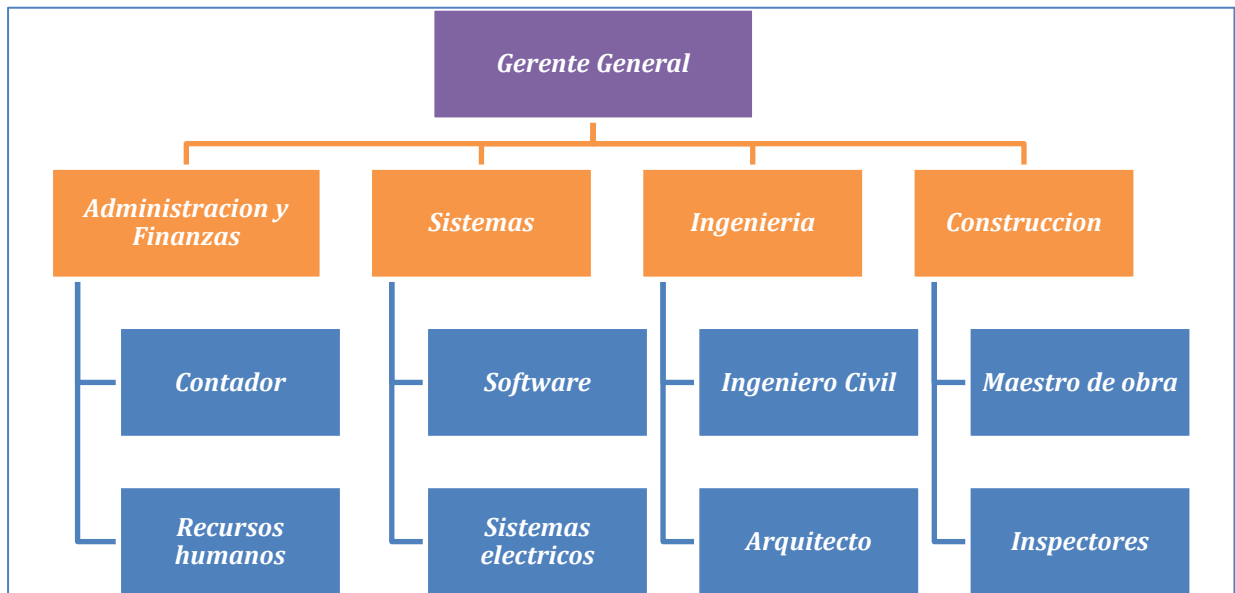 Gerente General
Administracion y
Finanzas
Sistemas
Ingenieria
Construccion
Contador
Software
Ingeniero Civil
Maestro de obra
Recursos
humanos
Sistemas
electricos
Arquitecto
Inspectores